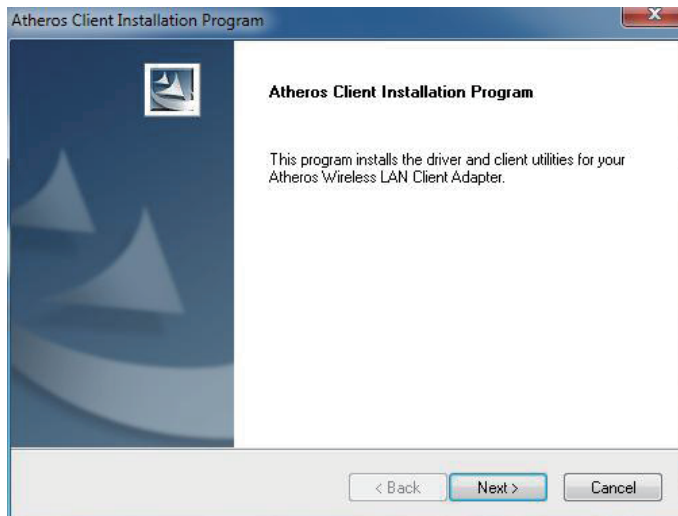 Atheros Client Installation Program
Atheros Client Installation Program
This program installs the driver and client utilities for your
Atheros Wireless LAN Client Adapter.
< Back
Next >
Cancel